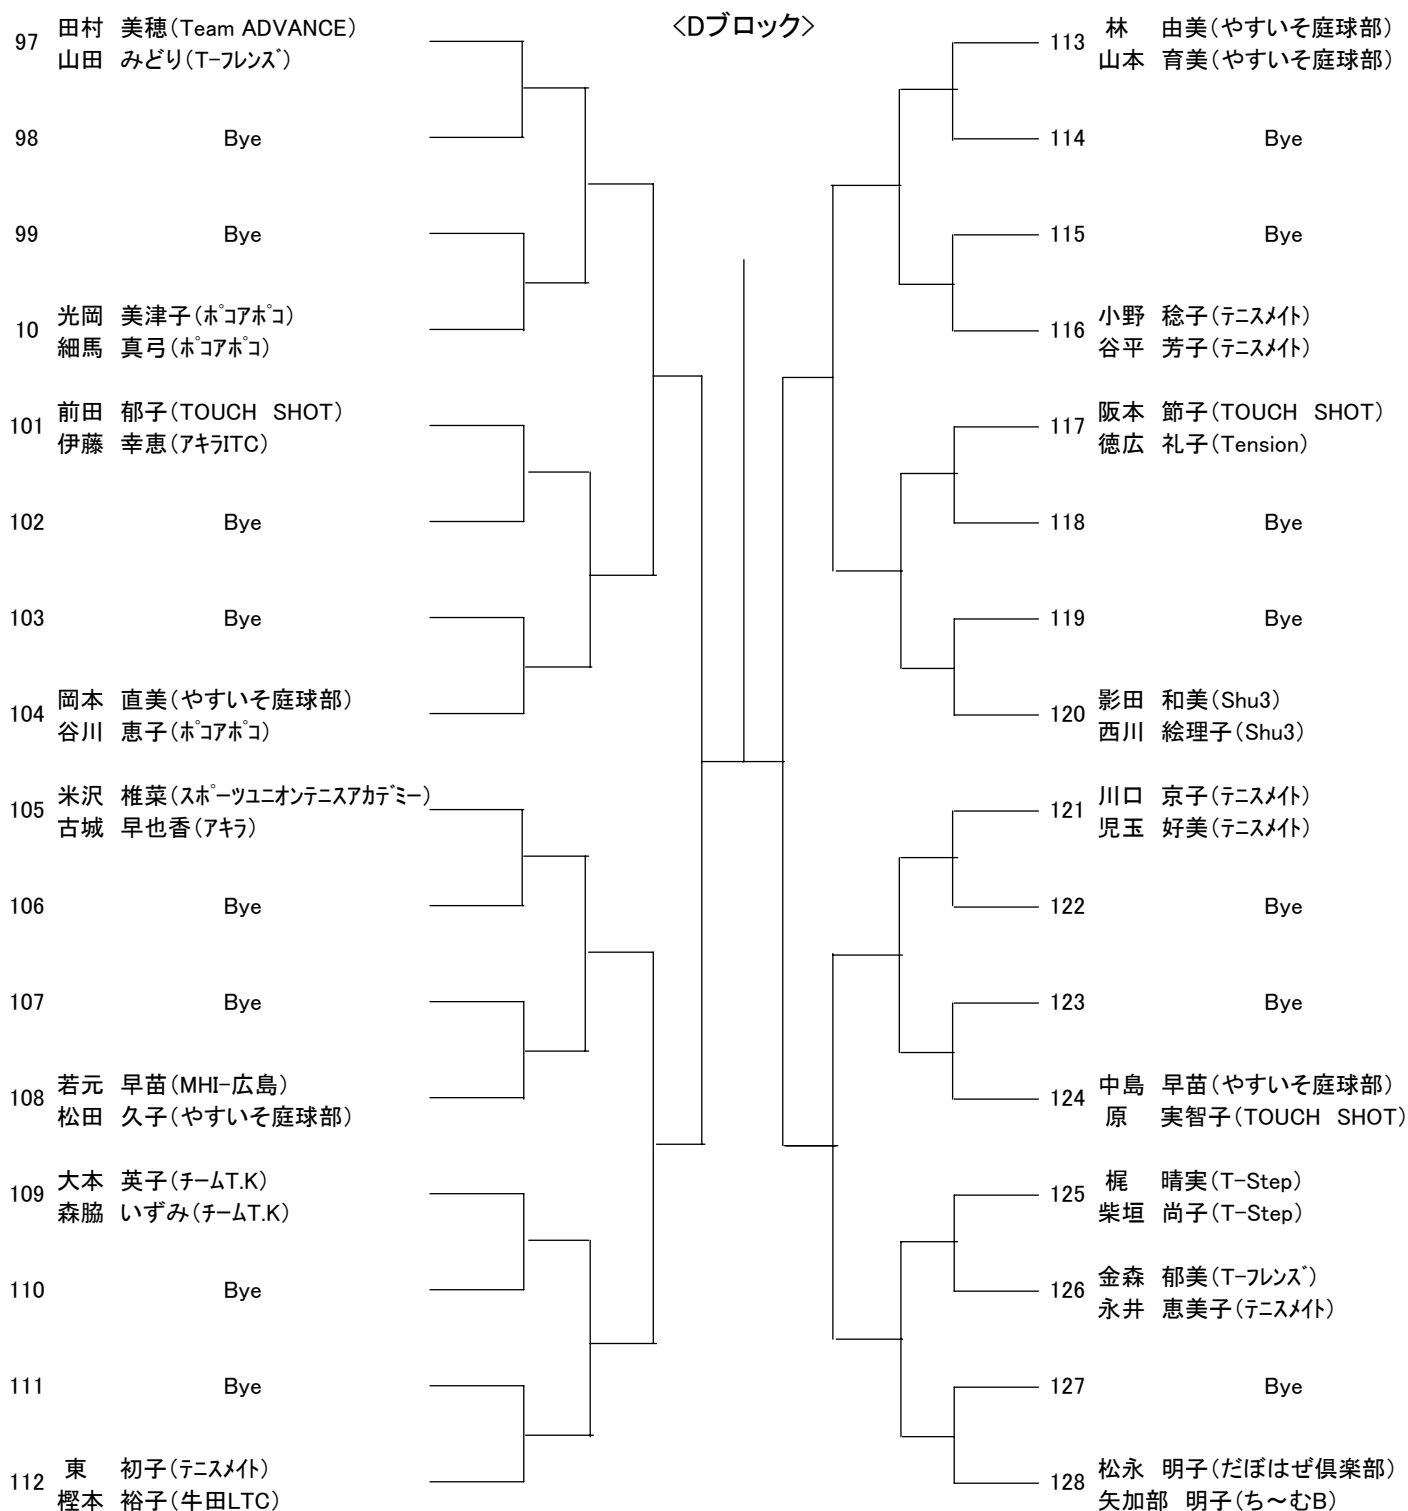 <Dブロック>
97 田村 美穂(Team ADVANCE)
山田 みどり(T-フレンズ)
98 Bye
99 Bye
10 光岡 美津子(ポコアポコ)
細馬 真弓(ポコアポコ)
101 前田 郁子(TOUCH SHOT)
伊藤 幸恵(アキラITC)
102 Bye
103 Bye
104 岡本 直美(やすいそ庭球部)
谷川 恵子(ポコアポコ)
105 米沢 椎菜(スポーツユニオンテニスアカデミー)
古城 早也香(アキラ)
106 Bye
107 Bye
108 若元 早苗(MHI-広島)
松田 久子(やすいそ庭球部)
109 大本 英子(チームT.K)
森脇 いずみ(チームT.K)
110 Bye
111 Bye
112 東 初子(テニスメイト)
樫本 裕子(牛田LTC)
113 林 由美(やすいそ庭球部)
山本 育美(やすいそ庭球部)
114 Bye
115 Bye
116 小野 稔子(テニスメイト)
谷平 芳子(テニスメイト)
117 阪本 節子(TOUCH SHOT)
徳広 礼子(Tension)
118 Bye
119 Bye
120 影田 和美(Shu3)
西川 絵理子(Shu3)
121 川口 京子(テニスメイト)
児玉 好美(テニスメイト)
122 Bye
123 Bye
124 中島 早苗(やすいそ庭球部)
原 実智子(TOUCH SHOT)
125 梶 晴実(T-Step)
柴垣 尚子(T-Step)
126 金森 郁美(T-フレンズ)
永井 恵美子(テニスメイト)
127 Bye
128 松永 明子(だぼはぜ倶楽部)
矢加部 明子(ち~むB)